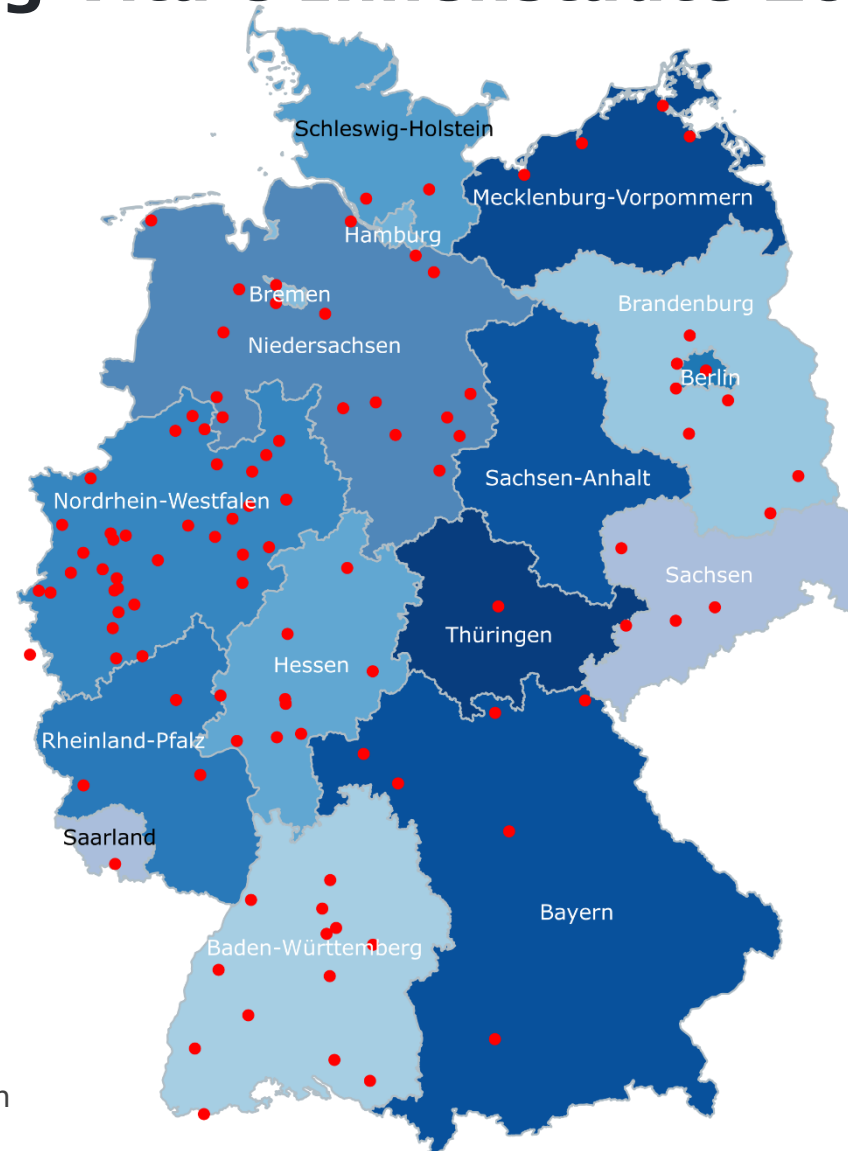 Schleswig-Holstein
Mecklenburg-Vorpommern
Hamburg
Bremen
Brandenburg
Niedersachsen
Berlin
Sachsen-Anhalt
Nordrhein-Westfalen
Sachsen
Thüringen
Hessen
Rheinland-Pfalz
Saarland
Bayern
Baden-Württemberg
n